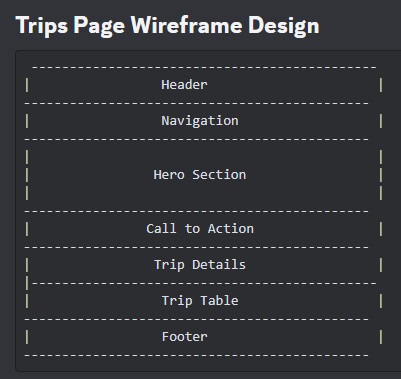 Trips Page Wireframe Design
Header
Navigation
Hero Section
Call to Action
Trip Details
Trip Table
Footer